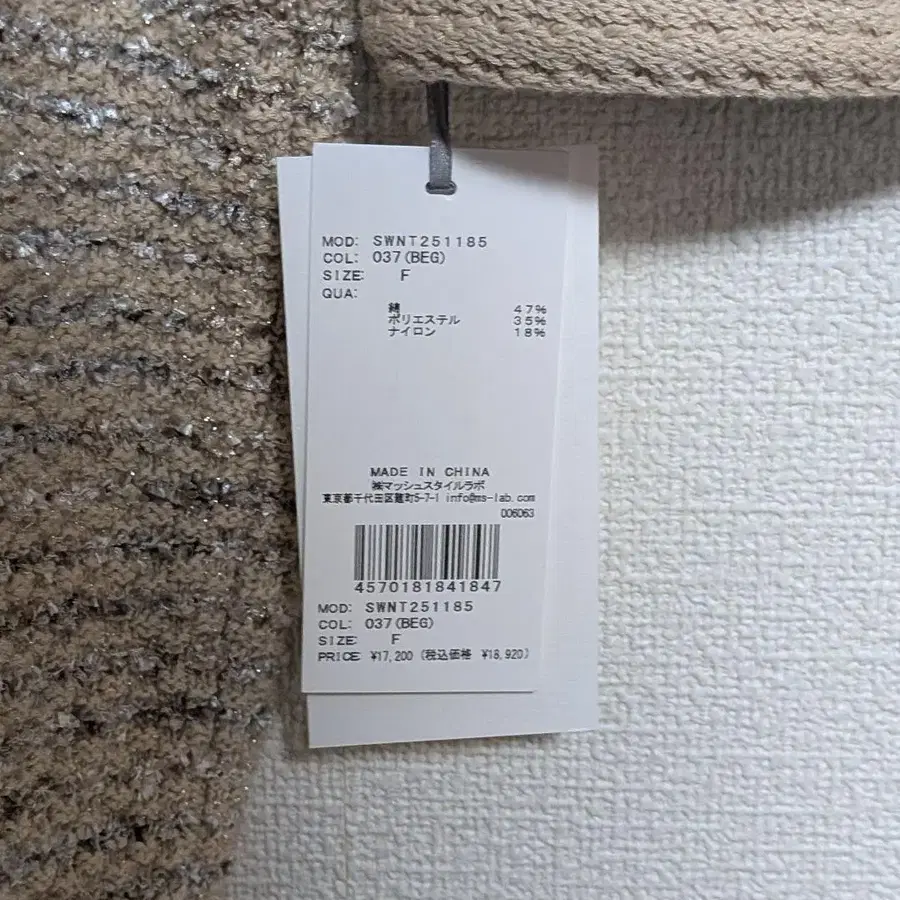 MOD: SWNT251185
COL: 037(BEG)
SIZE: F
QUA:
綿 47%
ポリエステル 35%
ナイロン 18%
MADE IN CHINA
㈱マッシュスタイルラボ
東京都千代田区麹町5-7-1 info@ms-lab.com
006063
4570181841847
MOD: SWNT251185
COL: 037(BEG)
SIZE: F
PRICE: ¥17,200 (税込価格 ¥18,920)